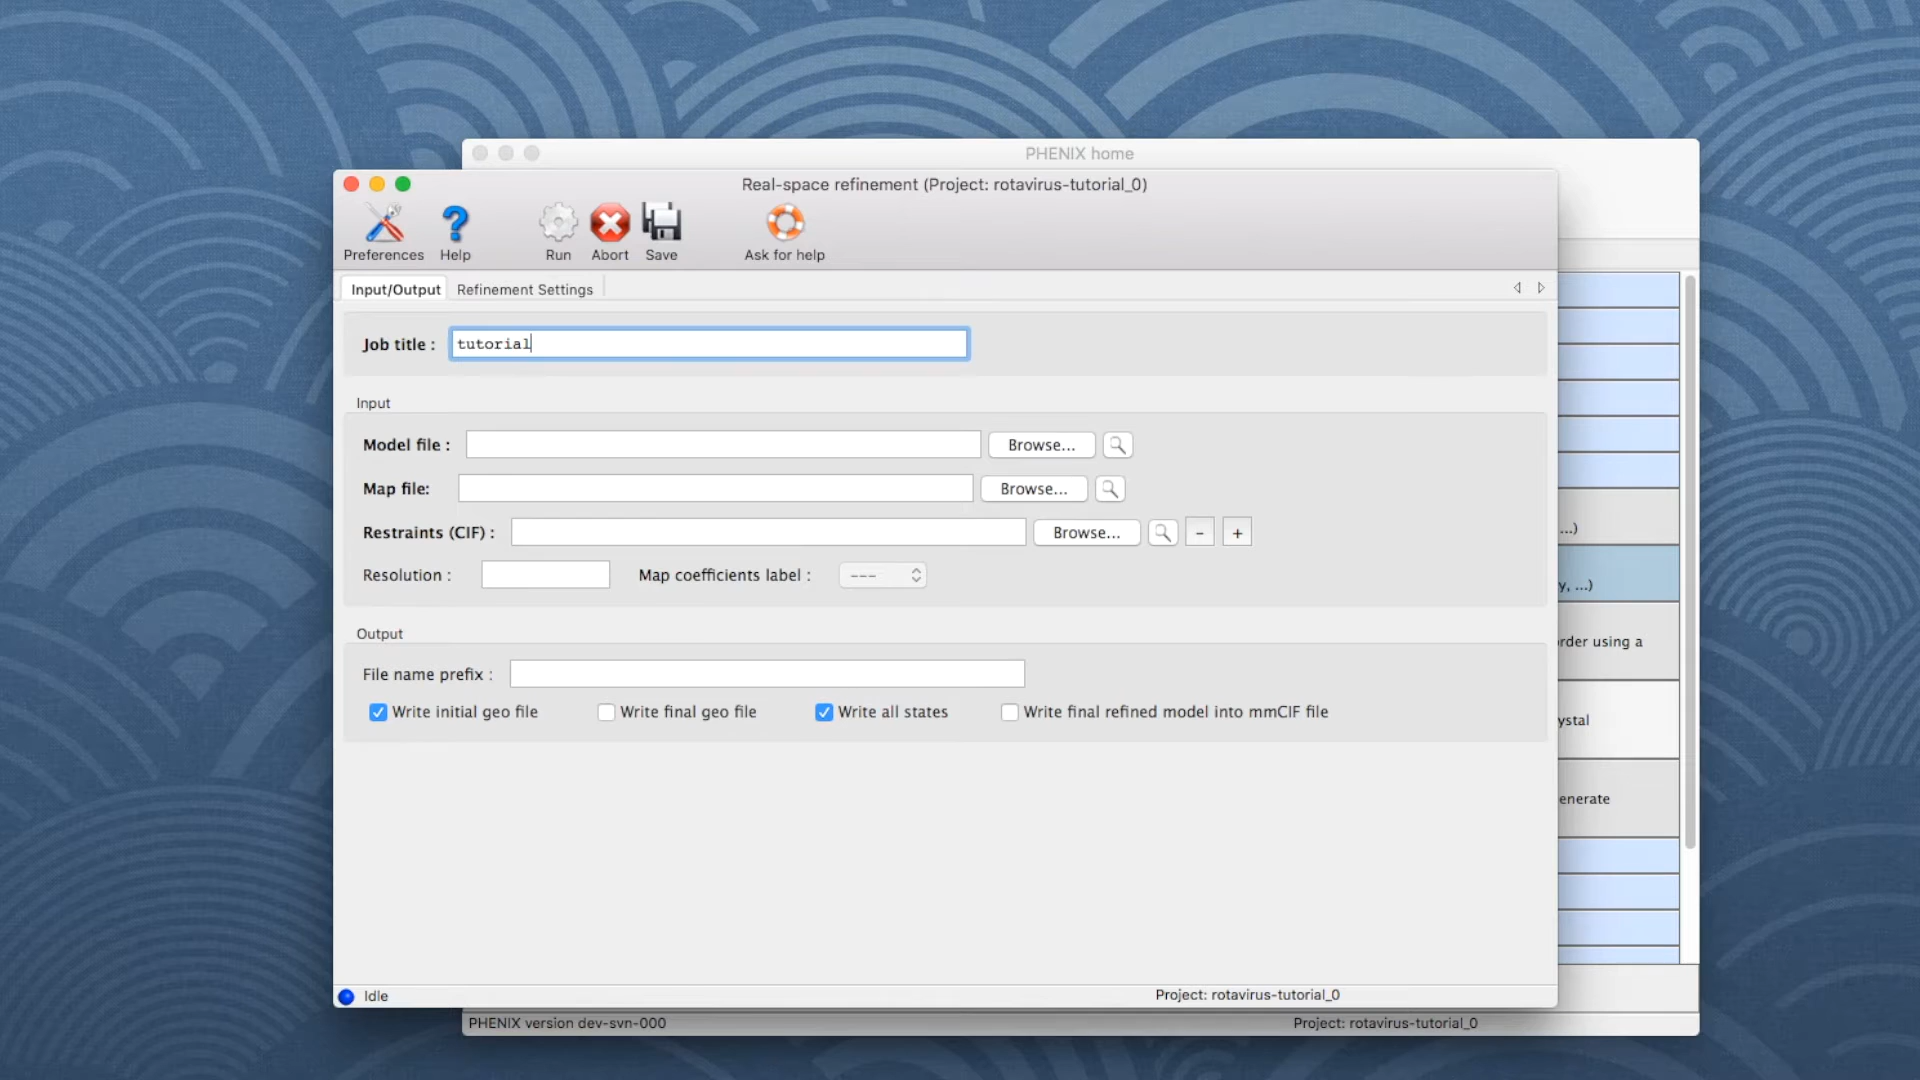 PHENIX home
Real-space refinement (Project: rotavirus-tutorial_0)
Preferences Help Run Abort Save Ask for help
Input/Output Refinement Settings
Job title : tutorial
Input
Model file : Browse...
Map file: Browse...
Restraints (CIF) : Browse... - +
Resolution : Map coefficients label : ---
Output
File name prefix :
Write initial geo file Write final geo file Write all states Write final refined model into mmCIF file
...)
y, ...)
rder using a
ystal
enerate
Idle Project: rotavirus-tutorial_0
PHENIX version dev-svn-000 Project: rotavirus-tutorial_0